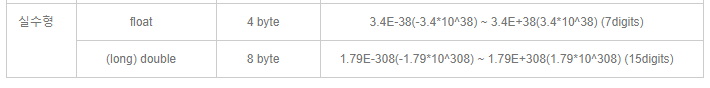 실수형 float 4 byte 3.4E-38(-3.4*10^38) ~ 3.4E+38(3.4*10^38) (7digits)
(long) double 8 byte 1.79E-308(-1.79*10^308) ~ 1.79E+308(1.79*10^308) (15digits)